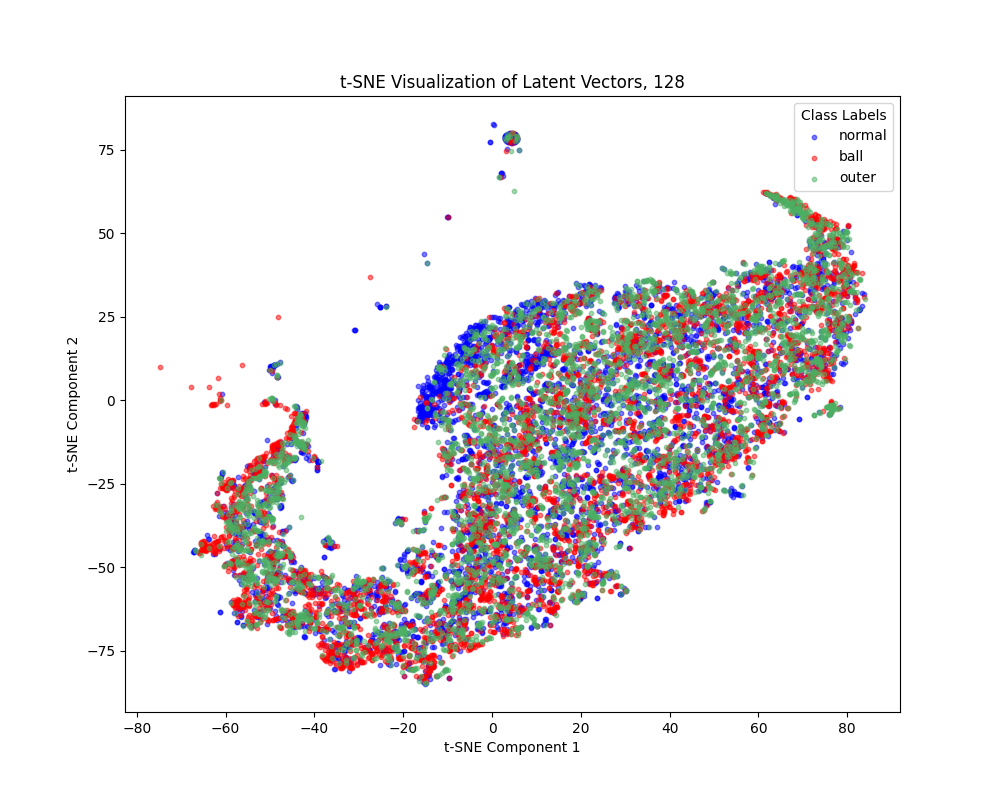 t-SNE Visualization of Latent Vectors, 128
Class Labels
normal
ball
outer
75
50
25
0
−25
−50
−75
t-SNE Component 2
−80 −60 −40 −20 0 20 40 60 80
t-SNE Component 1